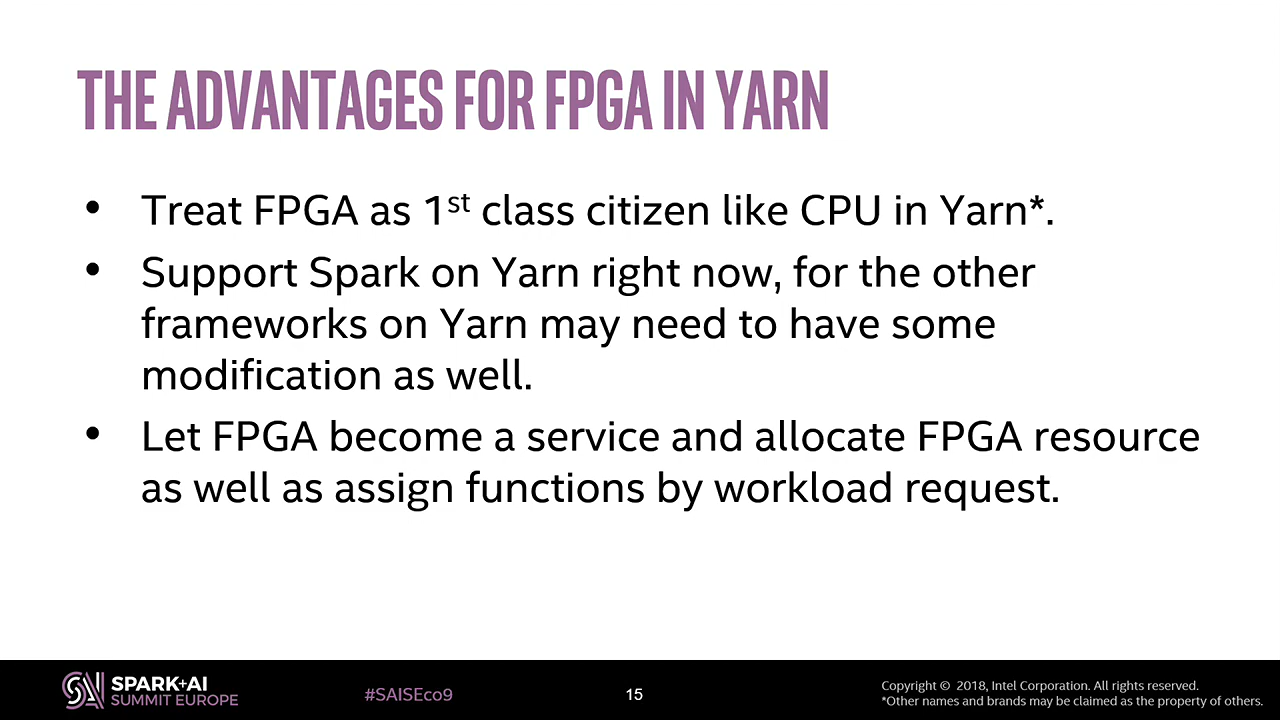 THE ADVANTAGES FOR FPGA IN YARN
• Treat FPGA as 1st class citizen like CPU in Yarn*.
• Support Spark on Yarn right now, for the other
frameworks on Yarn may need to have some
modification as well.
• Let FPGA become a service and allocate FPGA resource
as well as assign functions by workload request.
SPARK+AI
SUMMIT EUROPE
#SAISEco9
15
Copyright © 2018, Intel Corporation. All rights reserved.
*Other names and brands may be claimed as the property of others.